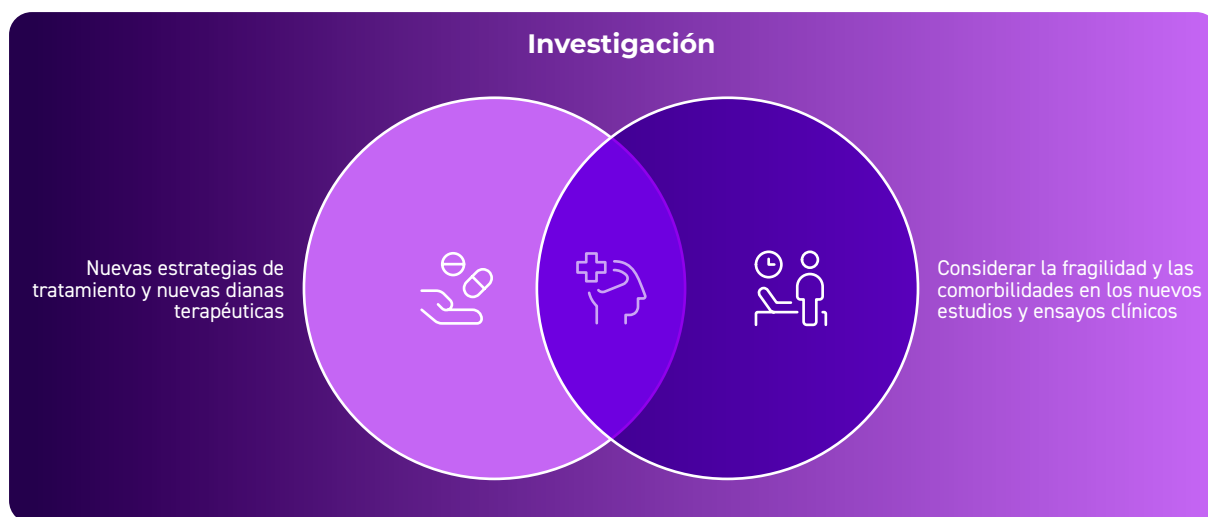 Investigación
Nuevas estrategias de
tratamiento y nuevas dianas
terapéuticas
Considerar la fragilidad y las
comorbilidades en los nuevos
estudios y ensayos clínicos